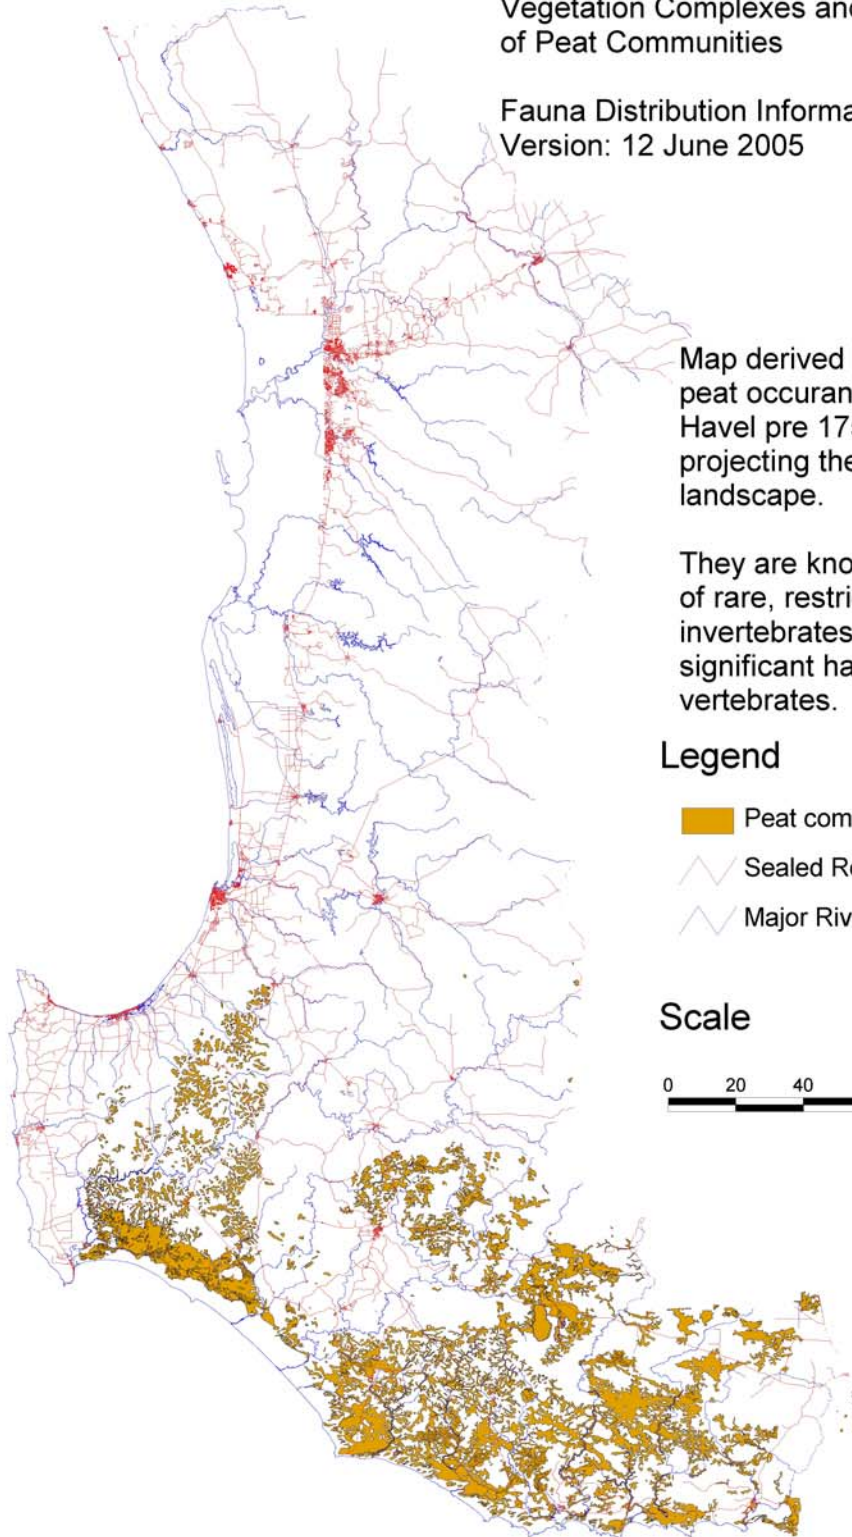 Vegetation Complexes and
of Peat Communities
Fauna Distribution Informa
Version: 12 June 2005
Map derived
peat occuran
Havel pre 17
projecting the
landscape.
They are kno
of rare, restri
invertebrates
significant ha
vertebrates.
Legend
Peat com
Sealed Ro
Major Riv
Scale
0 20 40